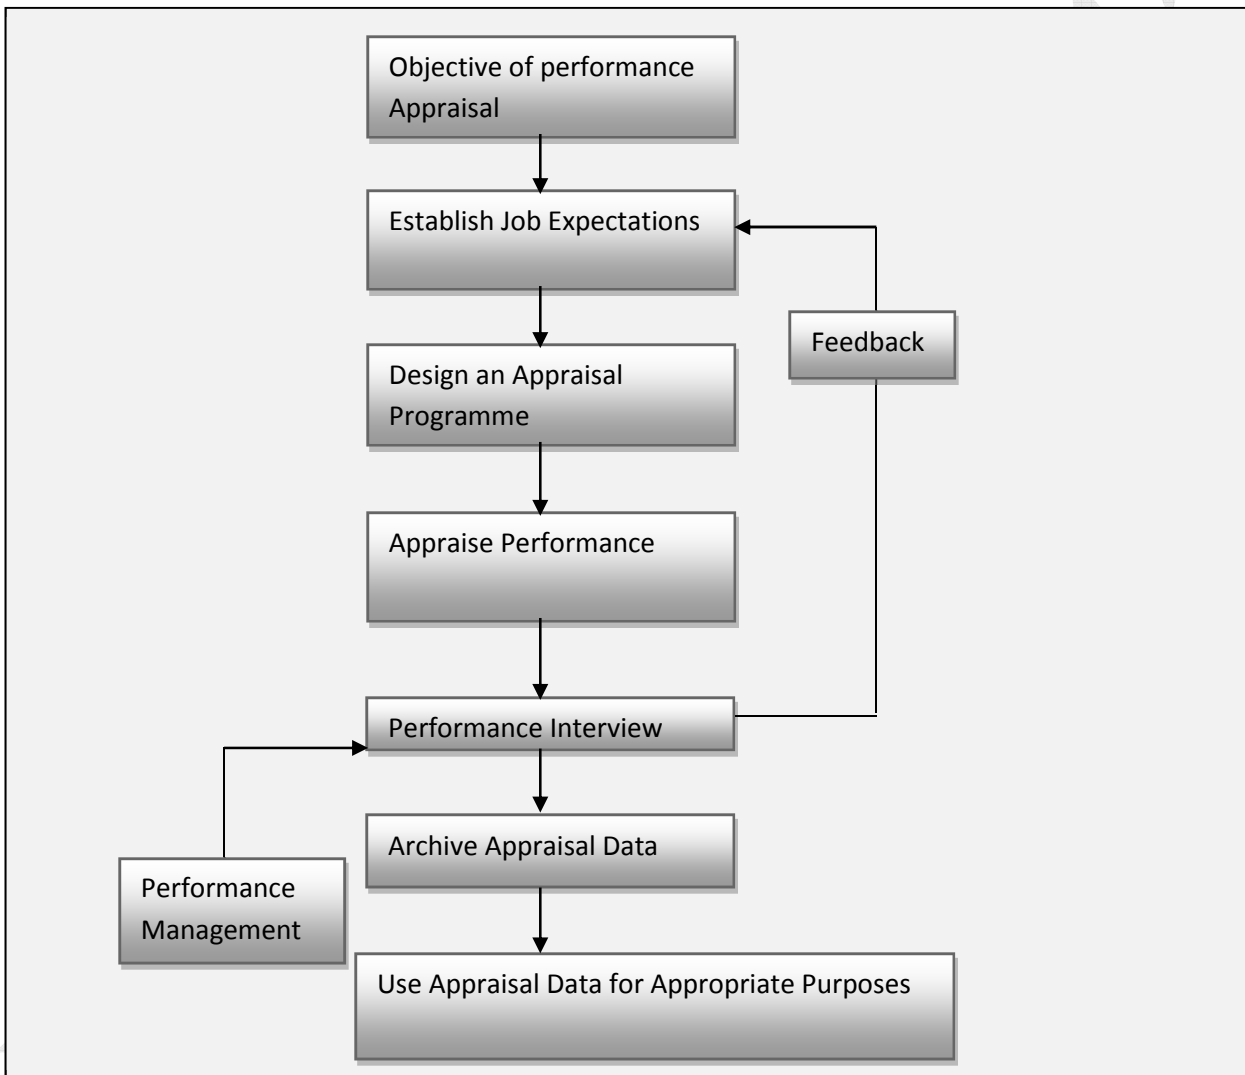 Objective of performance
Appraisal
Establish Job Expectations
Feedback
Design an Appraisal
Programme
Appraise Performance
Performance Interview
Archive Appraisal Data
Performance
Management
Use Appraisal Data for Appropriate Purposes